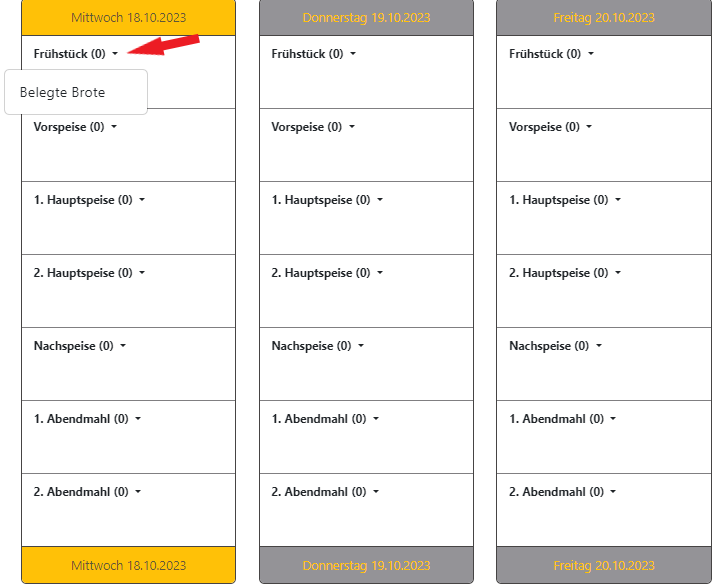 Mittwoch 18.10.2023
Frühstück (0)
Belegte Brote
Vorspeise (0)
1. Hauptspeise (0)
2. Hauptspeise (0)
Nachspeise (0)
1. Abendmahl (0)
2. Abendmahl (0)
Mittwoch 18.10.2023
Donnerstag 19.10.2023
Frühstück (0)
Vorspeise (0)
1. Hauptspeise (0)
2. Hauptspeise (0)
Nachspeise (0)
1. Abendmahl (0)
2. Abendmahl (0)
Donnerstag 19.10.2023
Freitag 20.10.2023
Frühstück (0)
Vorspeise (0)
1. Hauptspeise (0)
2. Hauptspeise (0)
Nachspeise (0)
1. Abendmahl (0)
2. Abendmahl (0)
Freitag 20.10.2023